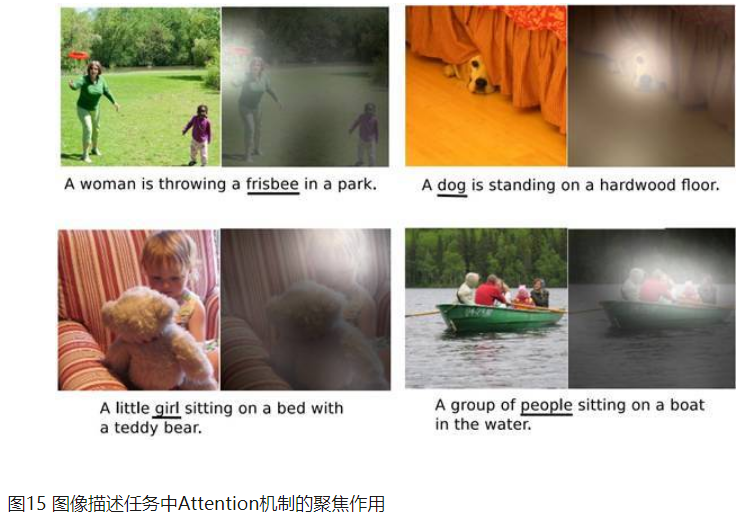 A woman is throwing a frisbee in a park.
A dog is standing on a hardwood floor.
A little girl sitting on a bed with
a teddy bear.
A group of people sitting on a boat
in the water.
图15 图像描述任务中Attention机制的聚焦作用